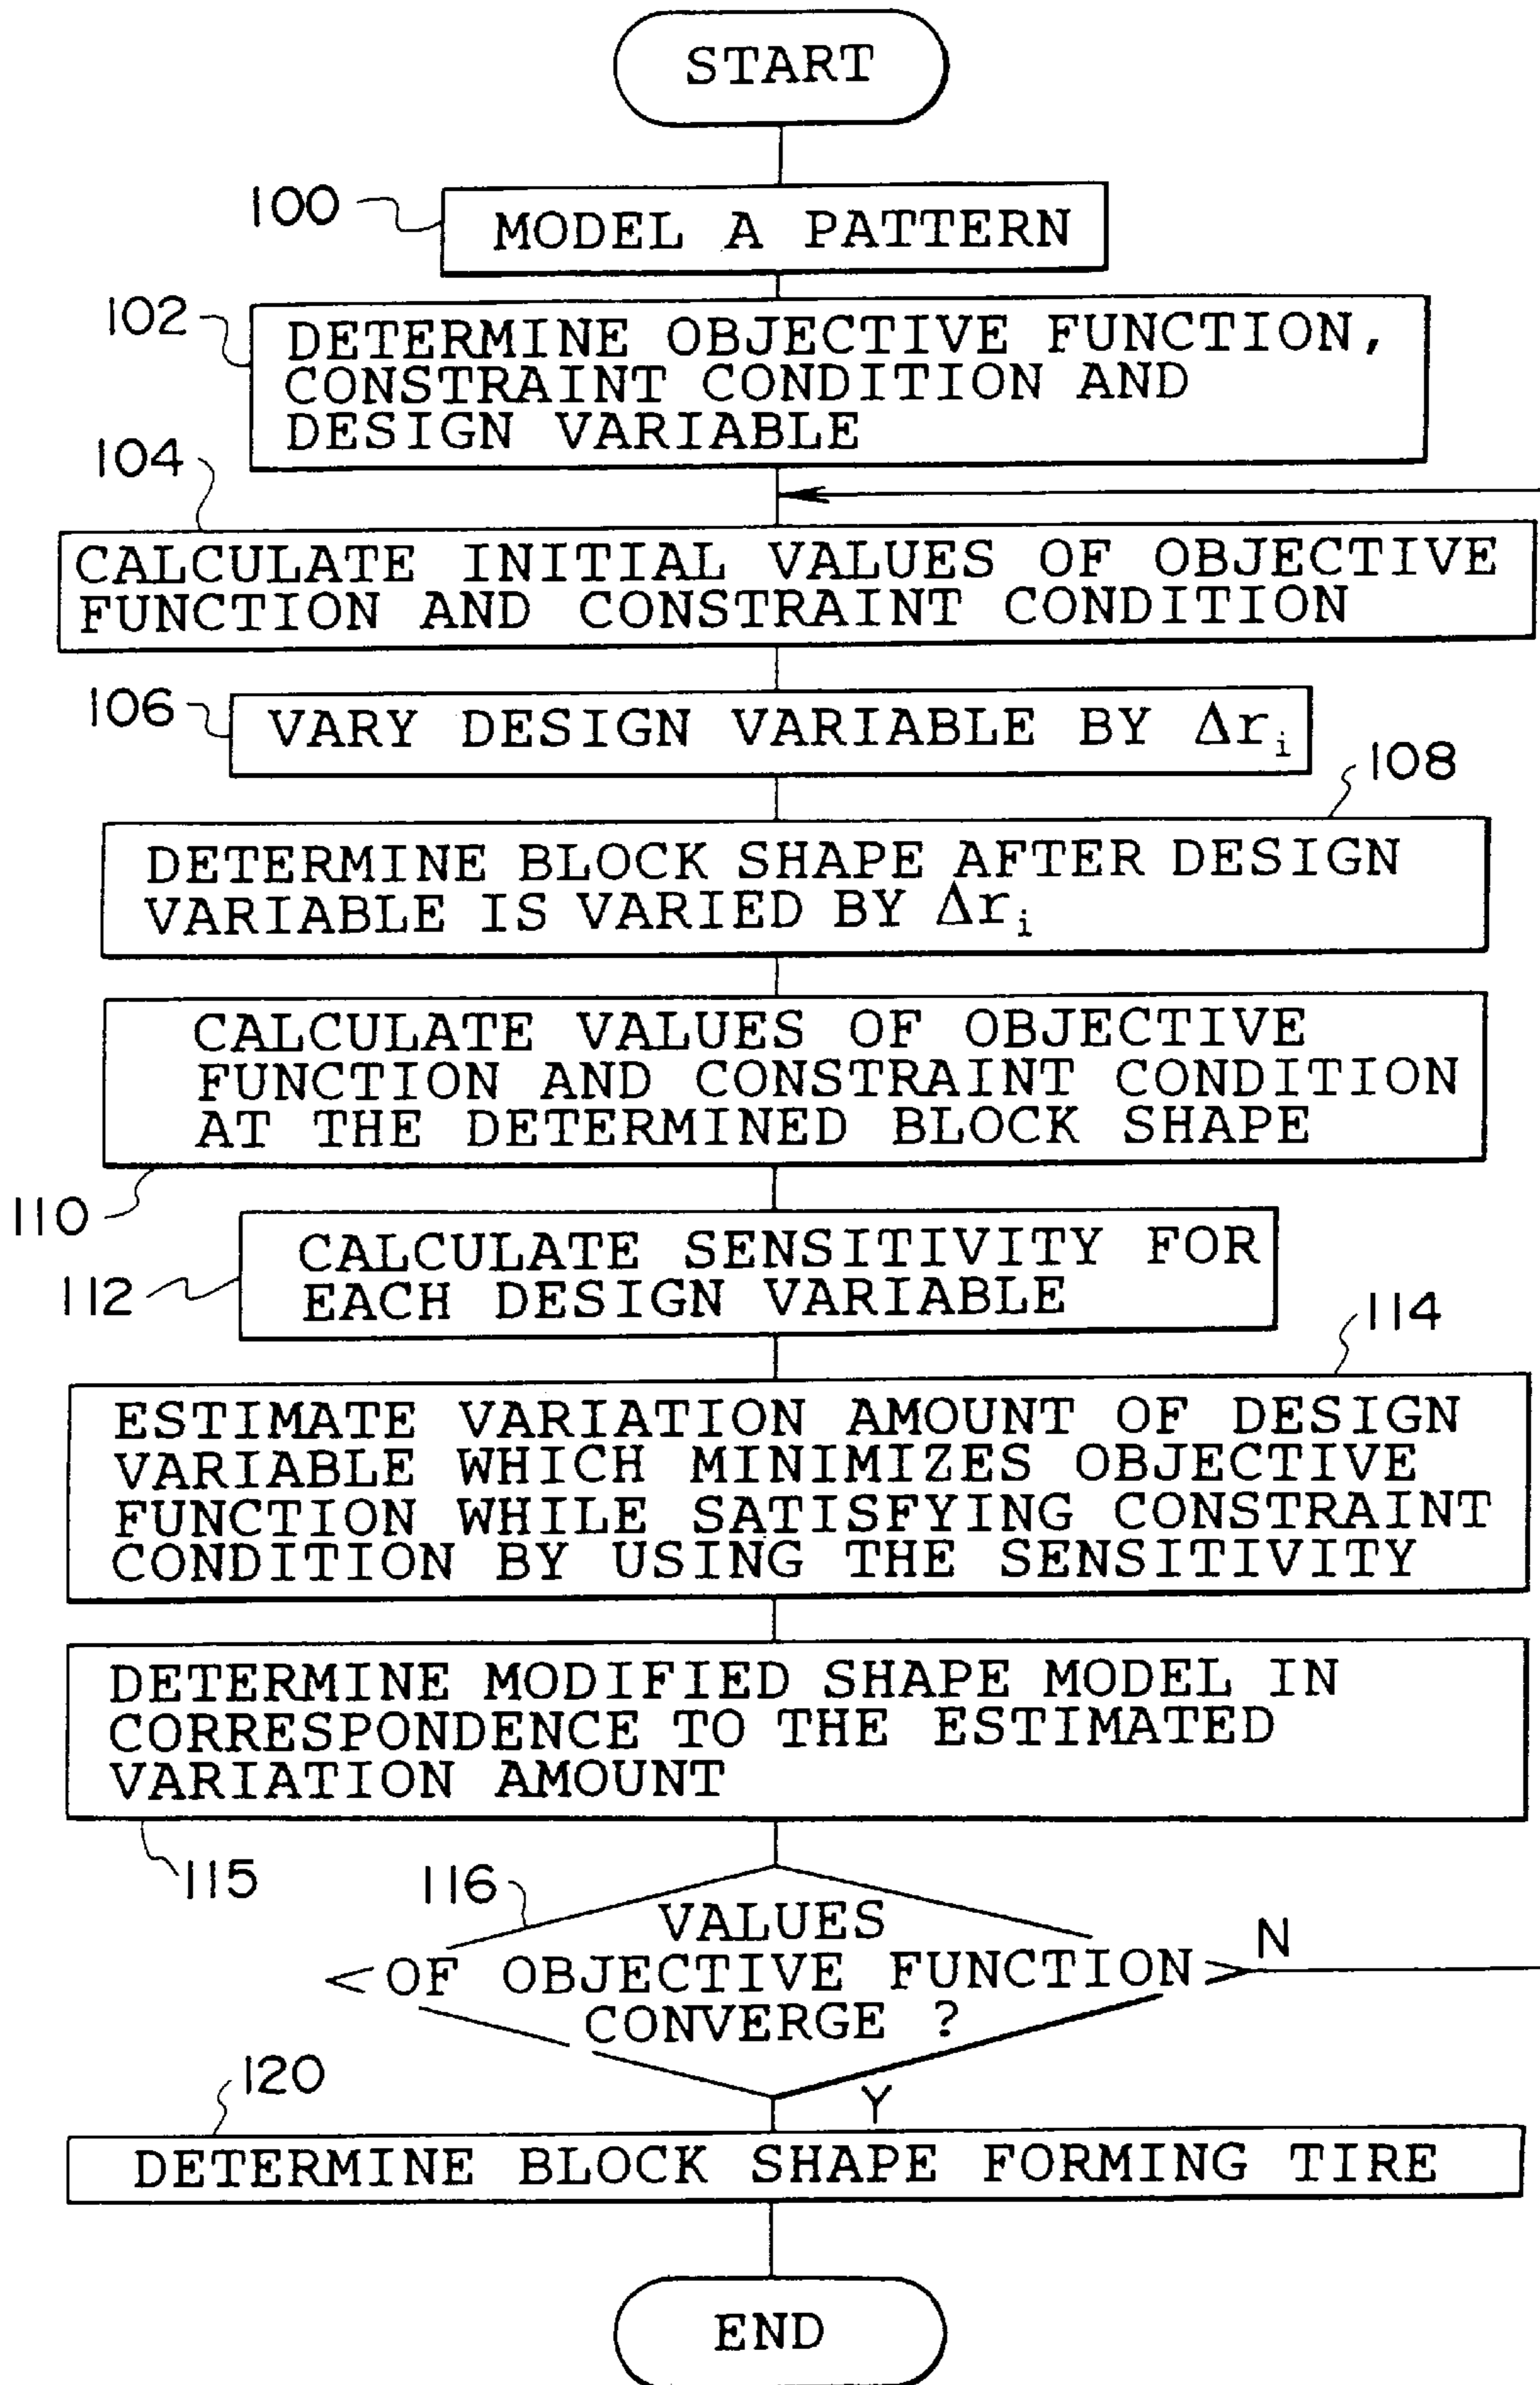 START
100
MODEL A PATTERN
102
DETERMINE OBJECTIVE FUNCTION,
CONSTRAINT CONDITION AND
DESIGN VARIABLE
104
CALCULATE INITIAL VALUES OF OBJECTIVE
FUNCTION AND CONSTRAINT CONDITION
106
VARY DESIGN VARIABLE BY Δrᵢ
108
DETERMINE BLOCK SHAPE AFTER DESIGN
VARIABLE IS VARIED BY Δrᵢ
CALCULATE VALUES OF OBJECTIVE
FUNCTION AND CONSTRAINT CONDITION
AT THE DETERMINED BLOCK SHAPE
110
CALCULATE SENSITIVITY FOR
EACH DESIGN VARIABLE
112
114
ESTIMATE VARIATION AMOUNT OF DESIGN
VARIABLE WHICH MINIMIZES OBJECTIVE
FUNCTION WHILE SATISFYING CONSTRAINT
CONDITION BY USING THE SENSITIVITY
DETERMINE MODIFIED SHAPE MODEL IN
CORRESPONDENCE TO THE ESTIMATED
VARIATION AMOUNT
115
116
VALUES
OF OBJECTIVE FUNCTION
CONVERGE ?
N
Y
120
DETERMINE BLOCK SHAPE FORMING TIRE
END